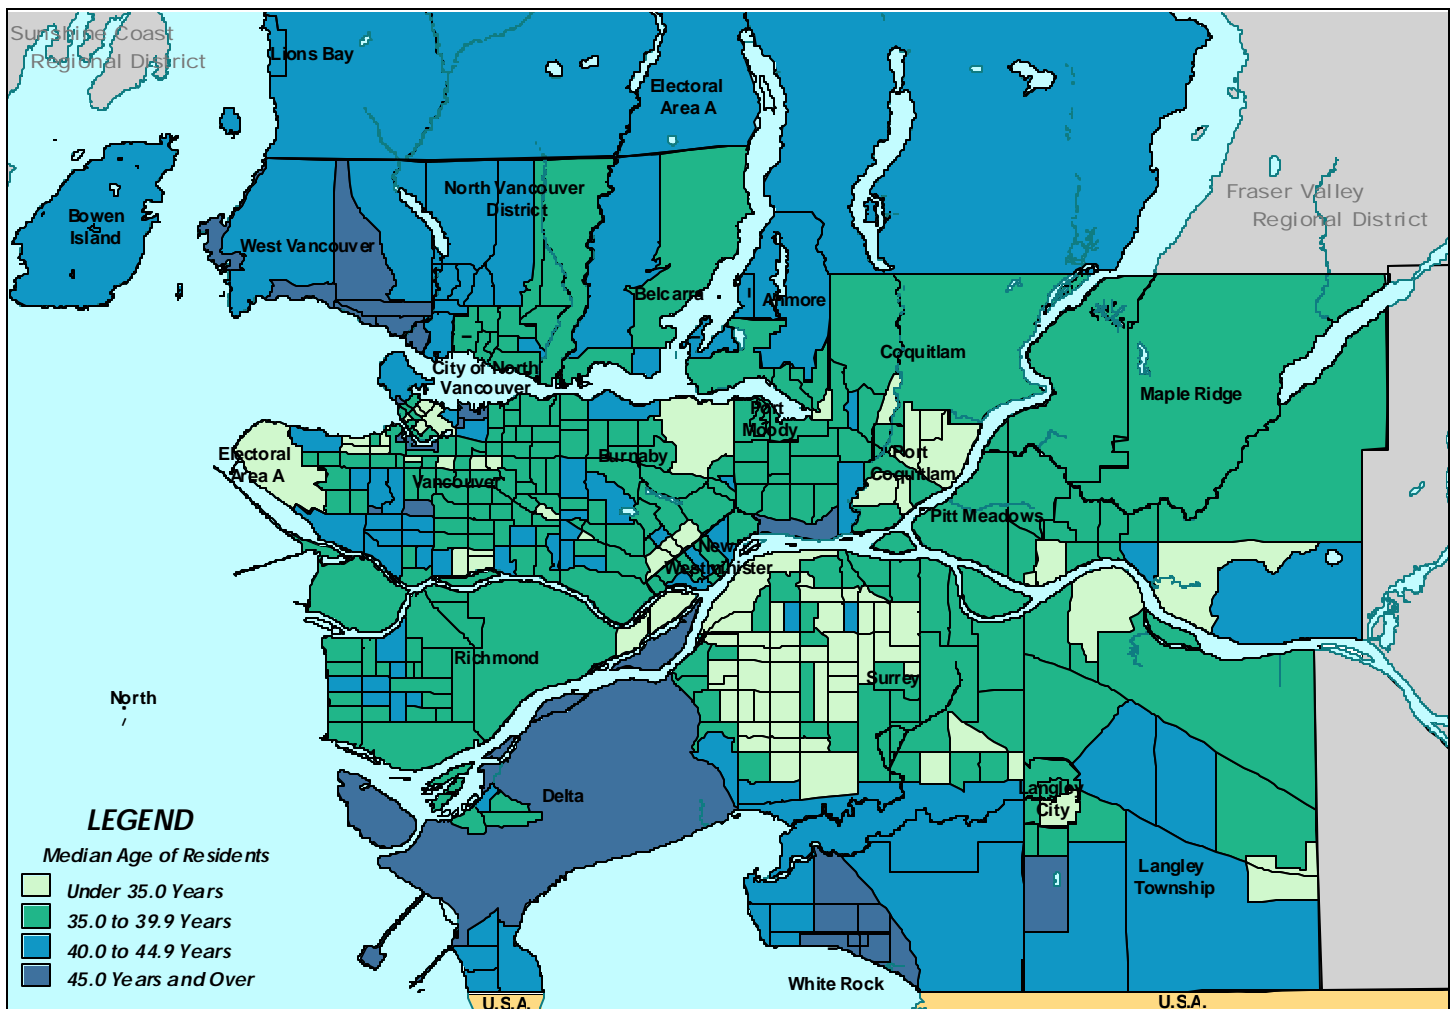 Sunshine Coast
Regional District
Lions Bay
Electoral
Area A
Fraser Valley
Regional District
North Vancouver
District
Bowen
Island
West Vancouver
Belcarra
Anmore
Coquitlam
City of North
Vancouver
Maple Ridge
Port
Moody
Electoral
Area A
Burnaby
Vancouver
Port
Coquitlam
Pitt Meadows
New
Westminister
Richmond
Surrey
North
Delta
Langley
City
Langley
Township
White Rock
LEGEND
Median Age of Residents
Under 35.0 Years
35.0 to 39.9 Years
40.0 to 44.9 Years
45.0 Years and Over
U.S.A.
U.S.A.